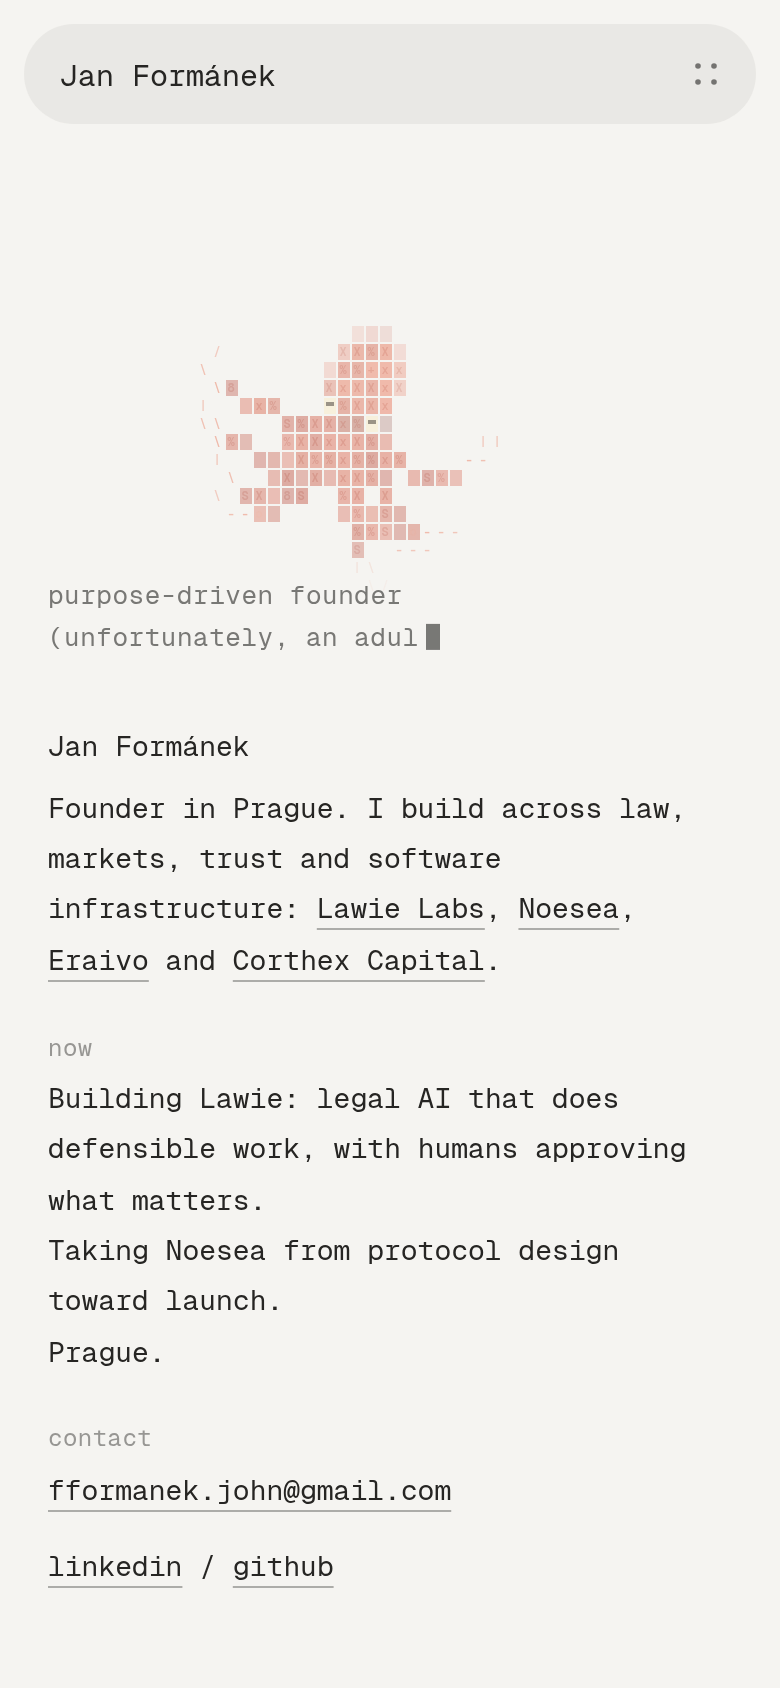 Jan Formánek
purpose-driven founder
(unfortunately, an adul
Jan Formánek
Founder in Prague. I build across law,
markets, trust and software
infrastructure: Lawie Labs, Noesea,
Eraivo and Corthex Capital.
now
Building Lawie: legal AI that does
defensible work, with humans approving
what matters.
Taking Noesea from protocol design
toward launch.
Prague.
contact
fformanek.john@gmail.com
linkedin / github